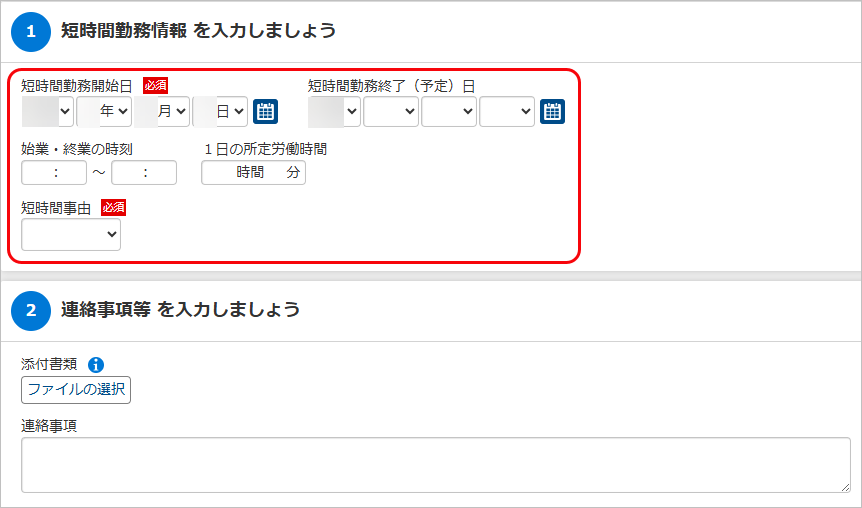 1 短時間勤務情報 を入力しましょう
短時間勤務開始日 必須 短時間勤務終了（予定）日
年 月 日
始業・終業の時刻 １日の所定労働時間
： ～ ： 時間 分
短時間事由 必須
2 連絡事項等 を入力しましょう
添付書類 i
ファイルの選択
連絡事項